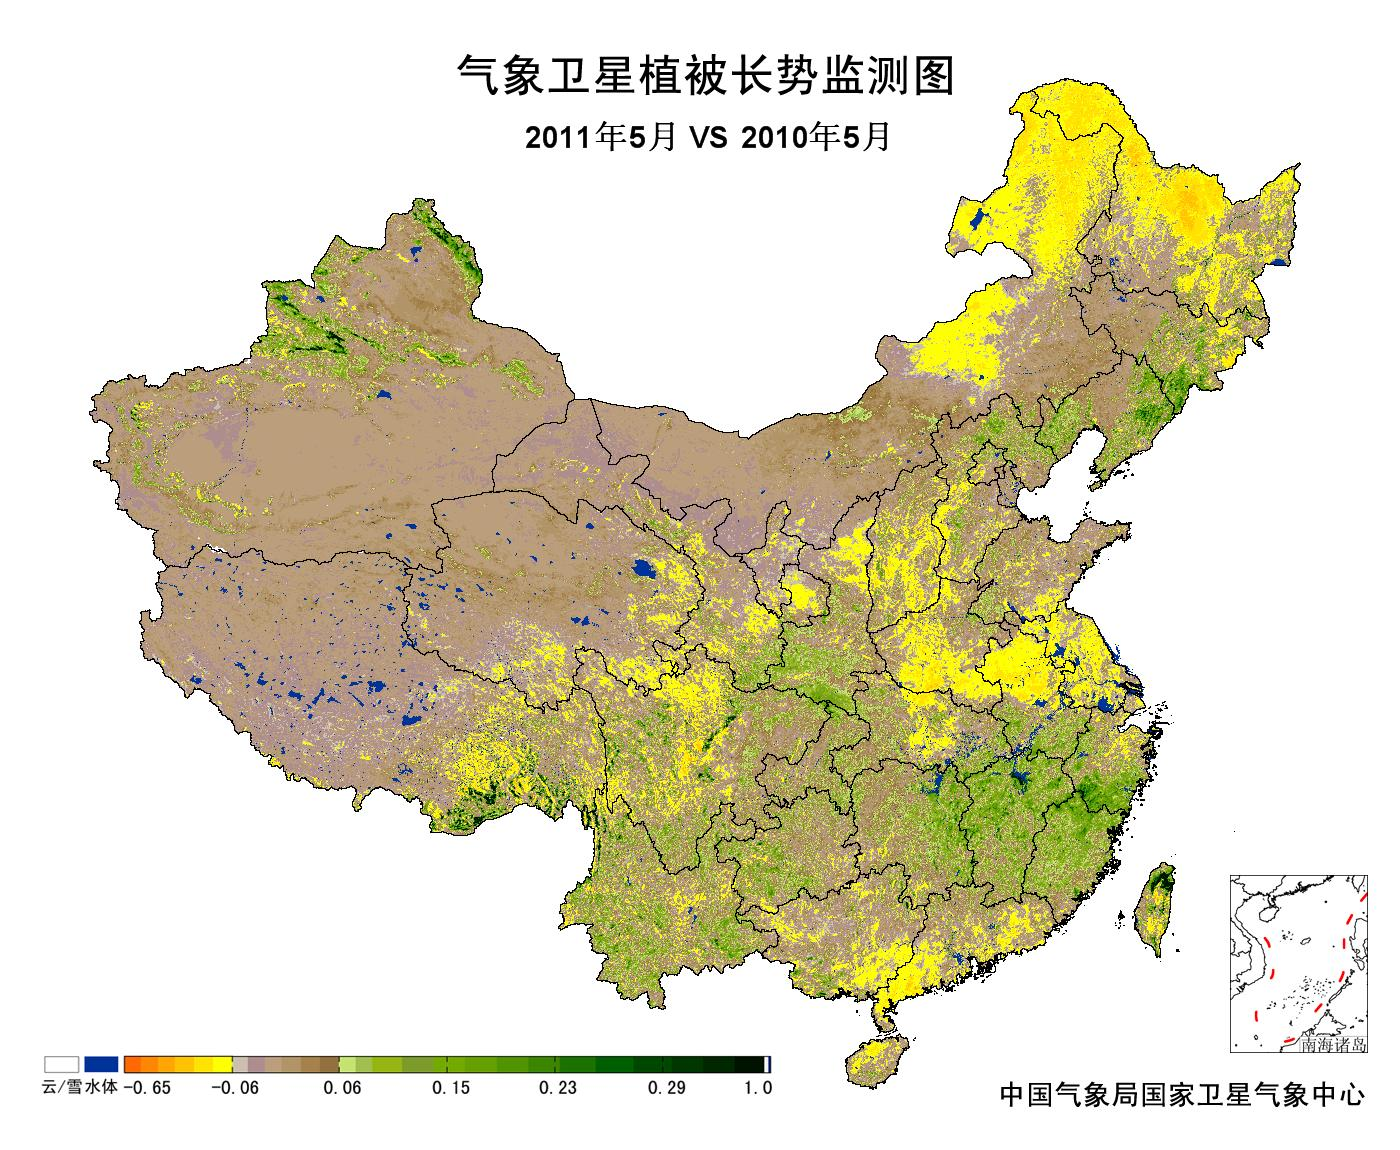 气象卫星植被长势监测图
2011年5月 VS 2010年5月
南海诸岛
云/雪 水体 -0.65 -0.06 0.06 0.15 0.23 0.29 1.0
中国气象局国家卫星气象中心